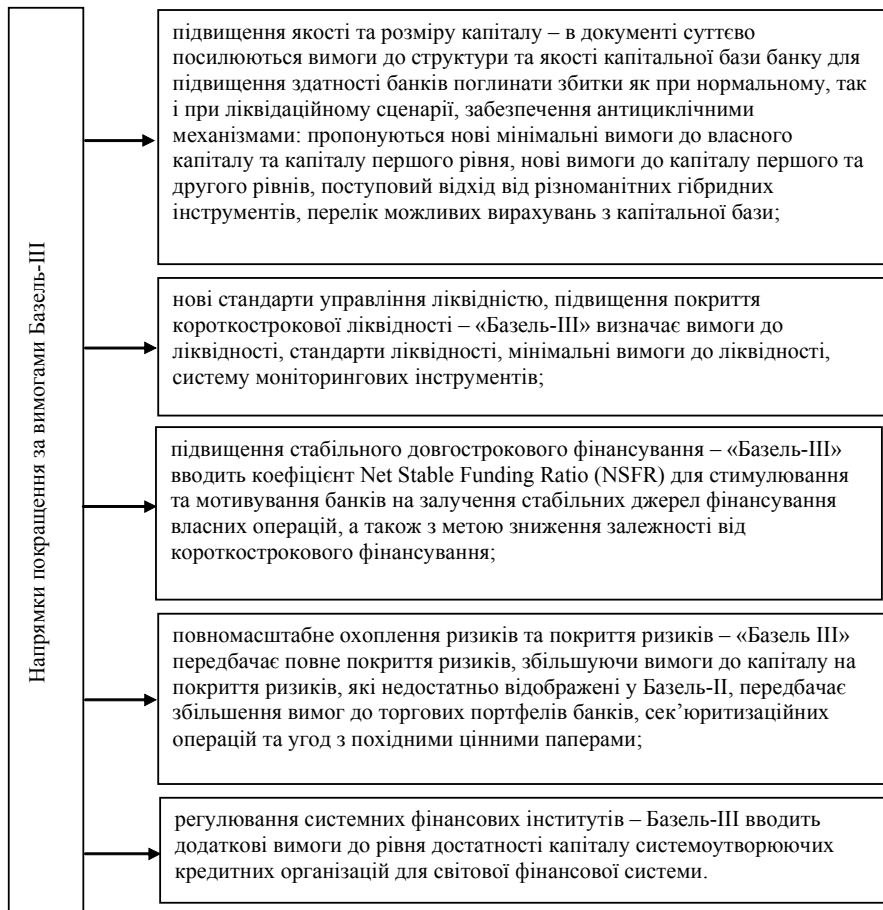 Напрямки покращення за вимогами Базель-ІІІ
підвищення якості та розміру капіталу – в документі суттєво
посилюються вимоги до структури та якості капітальної бази банку для
підвищення здатності банків поглинати збитки як при нормальному, так
і при ліквідаційному сценарії, забезпечення антициклічними
механізмами: пропонуються нові мінімальні вимоги до власного
капіталу та капіталу першого рівня, нові вимоги до капіталу першого та
другого рівнів, поступовий відхід від різноманітних гібридних
інструментів, перелік можливих вирахувань з капітальної бази;
нові стандарти управління ліквідністю, підвищення покриття
короткострокової ліквідності – «Базель-ІІІ» визначає вимоги до
ліквідності, стандарти ліквідності, мінімальні вимоги до ліквідності,
систему моніторингових інструментів;
підвищення стабільного довгострокового фінансування – «Базель-ІІІ»
вводить коефіцієнт Net Stable Funding Ratio (NSFR) для стимулювання
та мотивування банків на залучення стабільних джерел фінансування
власних операцій, а також з метою зниження залежності від
короткострокового фінансування;
повномасштабне охоплення ризиків та покриття ризиків – «Базель ІІІ»
передбачає повне покриття ризиків, збільшуючи вимоги до капіталу на
покриття ризиків, які недостатньо відображені у Базель-ІІ, передбачає
збільшення вимог до торгових портфелів банків, сек’юритизаційних
операцій та угод з похідними цінними паперами;
регулювання системних фінансових інститутів – Базель-ІІІ вводить
додаткові вимоги до рівня достатності капіталу системоутворюючих
кредитних організацій для світової фінансової системи.